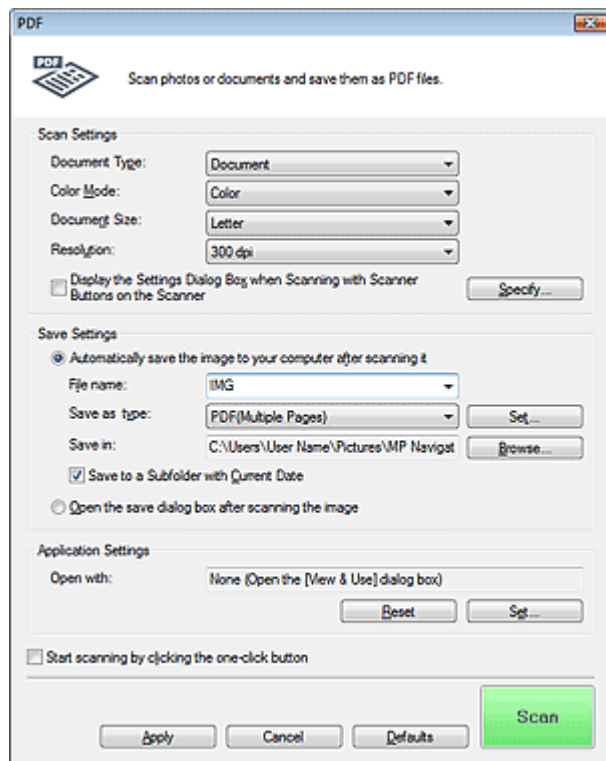 PDF
PDF
Scan photos or documents and save them as PDF files.
Scan Settings
Document Type: Document
Color Mode: Color
Document Size: Letter
Resolution: 300 dpi
Display the Settings Dialog Box when Scanning with Scanner
Buttons on the Scanner
Specify...
Save Settings
Automatically save the image to your computer after scanning it
File name: IMG
Save as type: PDF(Multiple Pages) Set...
Save in: C:\Users\User Name\Pictures\MP Navigat Browse...
Save to a Subfolder with Current Date
Open the save dialog box after scanning the image
Application Settings
Open with: None (Open the [View & Use] dialog box)
Reset Set...
Start scanning by clicking the one-click button
Scan
Apply Cancel Defaults